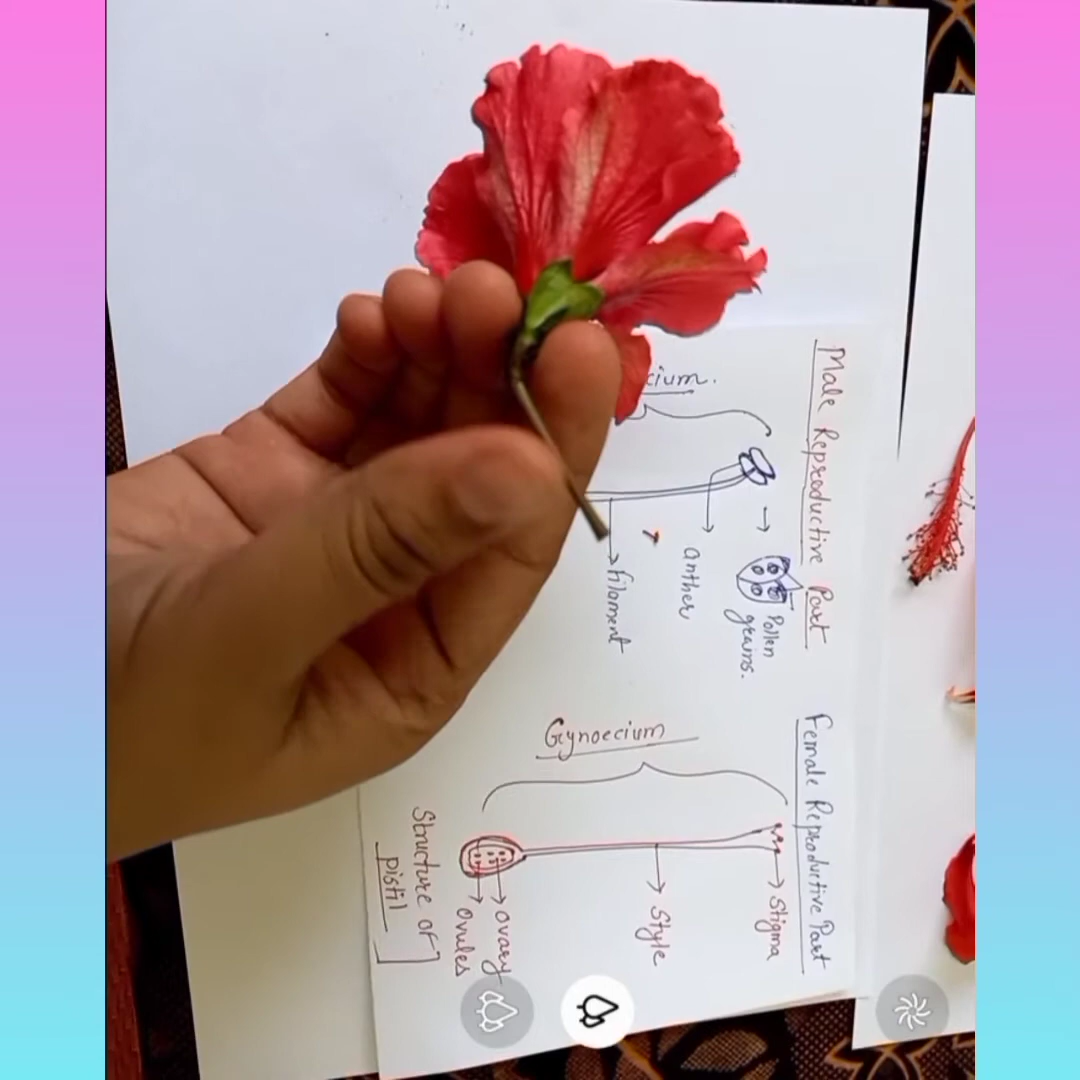 Male Reproductive Part
cium.
Pollen
grains.
anther
filament
Female Reproductive Part
Gynoecium
Stigma
Style
ovary
ovules
Structure of
pistil